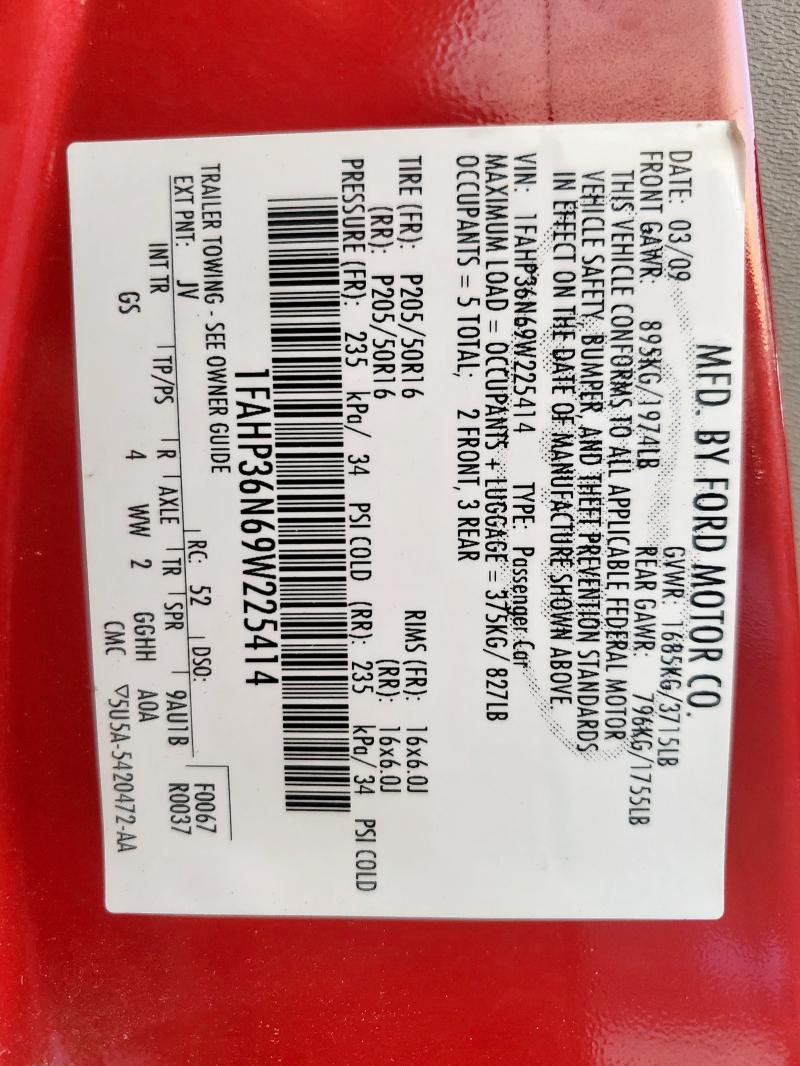 MFD. BY FORD MOTOR CO.
DATE: 03/09 GVWR: 1685KG/3715LB
FRONT GAWR: 895KG/1974LB REAR GAWR: 796KG/1755LB
THIS VEHICLE CONFORMS TO ALL APPLICABLE FEDERAL MOTOR
VEHICLE SAFETY, BUMPER, AND THEFT PREVENTION STANDARDS
IN EFFECT ON THE DATE OF MANUFACTURE SHOWN ABOVE.
VIN: 1FAHP36N69W225414 TYPE: Passenger Car
MAXIMUM LOAD = OCCUPANTS + LUGGAGE = 375KG/827LB
OCCUPANTS = 5 TOTAL; 2 FRONT, 3 REAR
TIRE (FR): P205/50R16 RIMS (FR): 16x6.0J
(RR): P205/50R16 (RR): 16x6.0J
PRESSURE (FR): 235 kPa/ 34 PSI COLD (RR): 235 kPa/34 PSI COLD
1FAHP36N69W225414
TRAILER TOWING - SEE OWNER GUIDE
F0067
EXT PNT: JV RC: 52 DSO: R0037
INT TR TP/PS R AXLE TR SPR 9AU1B
GS 4 WW 2 GGHH A0A
CMC ▽5U5A-5420472-AA